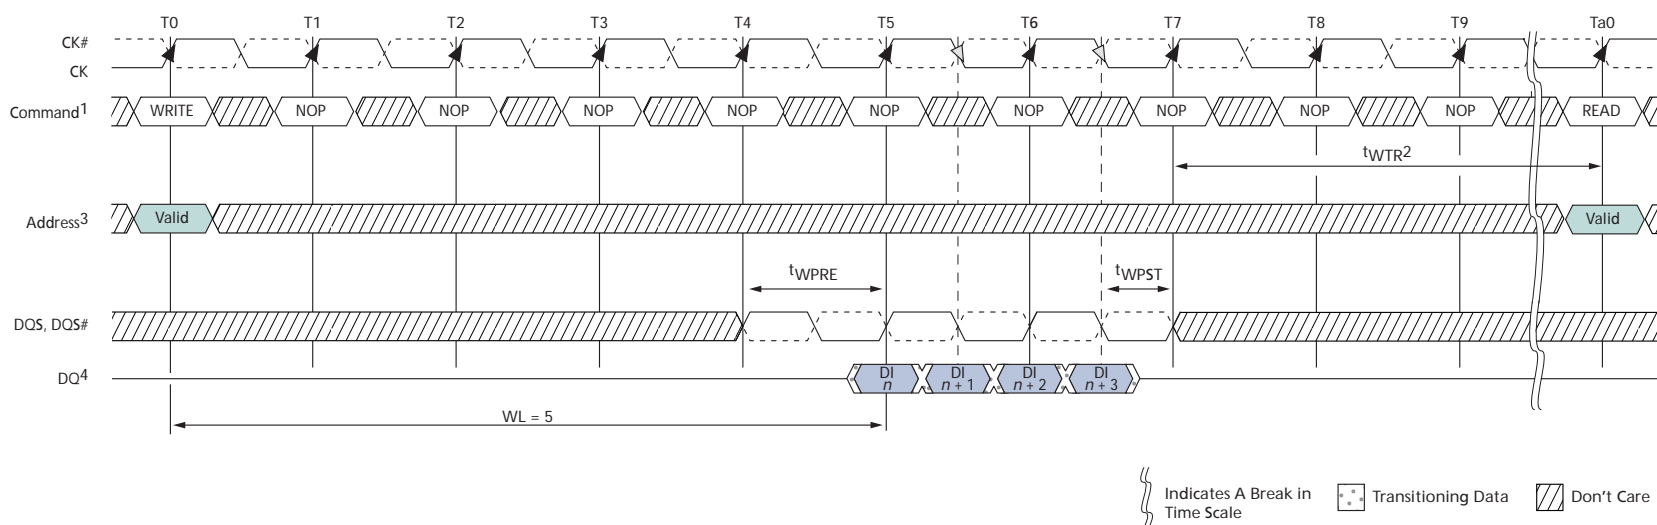 T0 T1 T2 T3 T4 T5 T6 T7 T8 T9 Ta0
CK#
CK
Command1 WRITE NOP NOP NOP NOP NOP NOP NOP NOP NOP READ
tWTR2
Address3 Valid Valid
tWPRE tWPST
DQS, DQS#
DQ4 DI n DI n + 1 DI n + 2 DI n + 3
WL = 5
Indicates A Break in
Time Scale
Transitioning Data
Don't Care